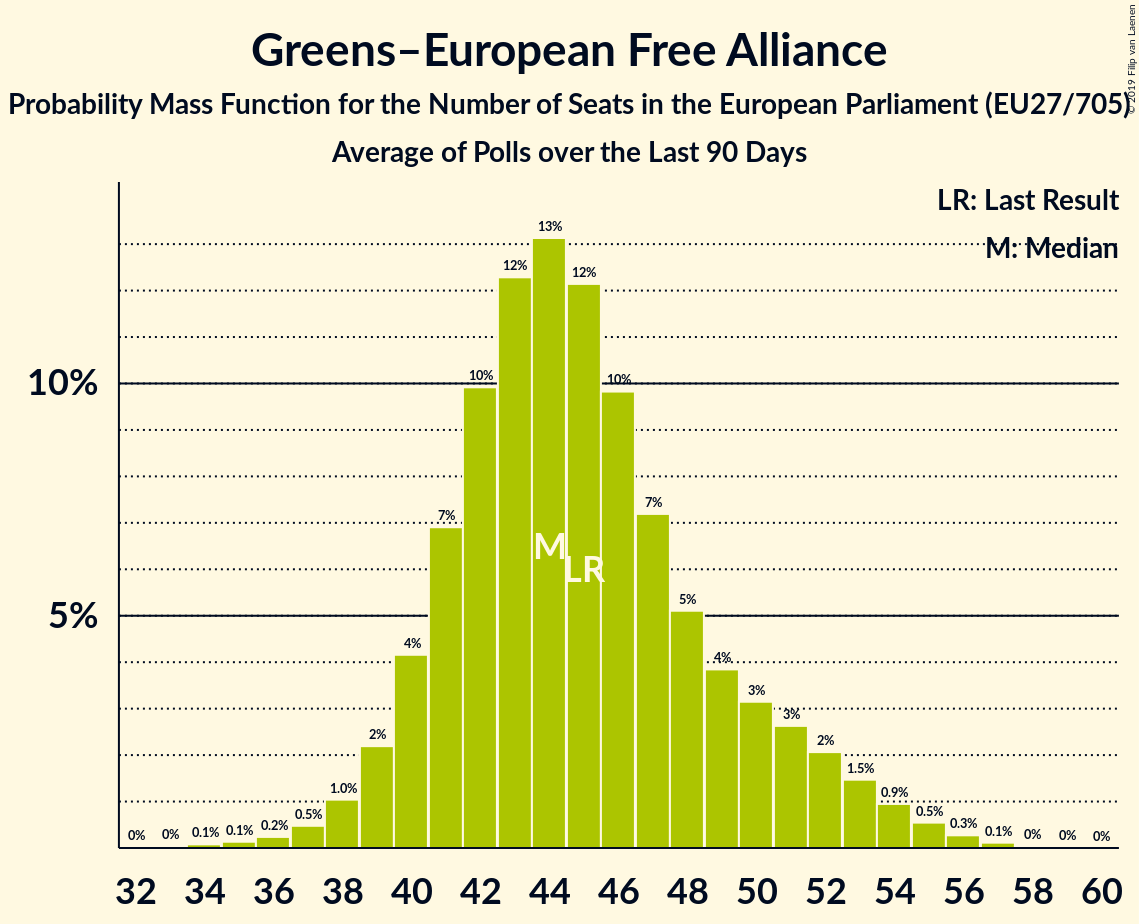 Greens–European Free Alliance
Probability Mass Function for the Number of Seats in the European Parliament (EU27/705)
Average of Polls over the Last 90 Days
© 2019 Filip van Laenen
LR: Last Result
M: Median
10%
5%
0% 0% 0.1% 0.1% 0.2% 0.5% 1.0% 2% 4% 7% 10% 12% 13% 12% 10% 7% 5% 4% 3% 3% 2% 1.5% 0.9% 0.5% 0.3% 0.1% 0% 0% 0%
M
LR
32 34 36 38 40 42 44 46 48 50 52 54 56 58 60